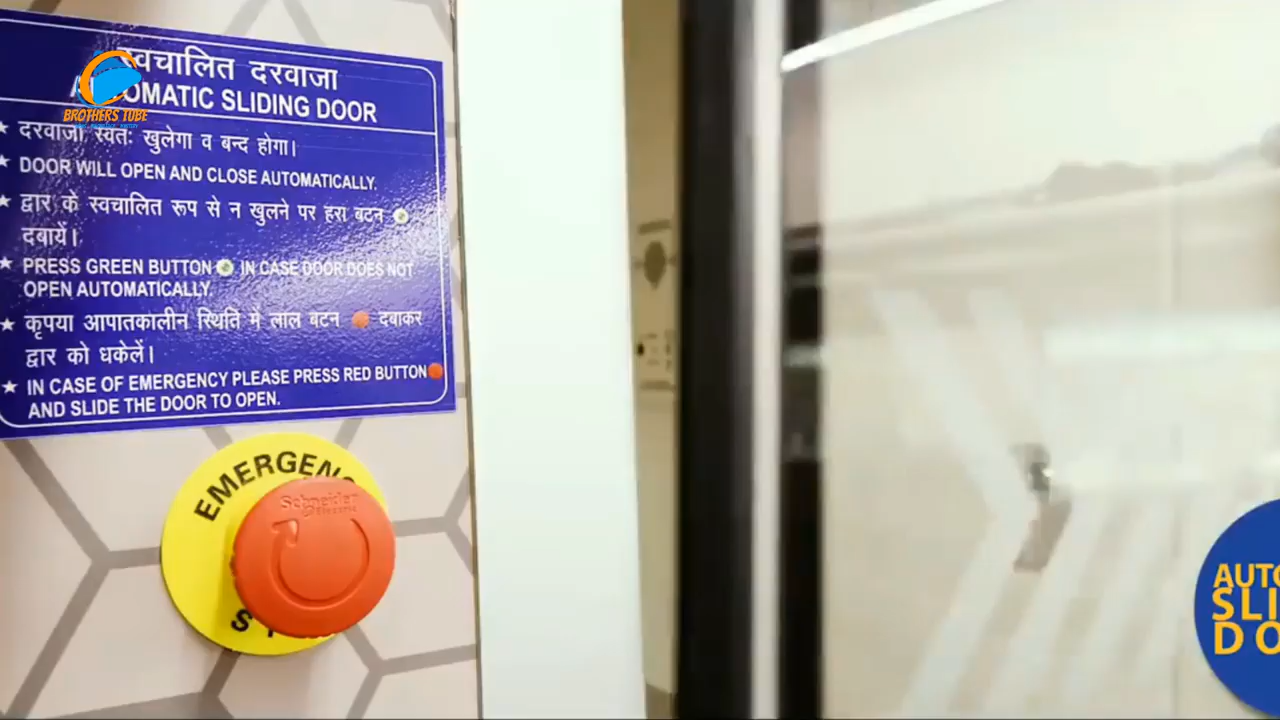 स्वचालित दरवाजा
AUTOMATIC SLIDING DOOR
BROTHERS TUBE
★ दरवाजा स्वतः खुलेगा व बन्द होगा।
★ DOOR WILL OPEN AND CLOSE AUTOMATICALLY.
★ द्वार के स्वचालित रूप से न खुलने पर हरा बटन
दबायें।
★ PRESS GREEN BUTTON IN CASE DOOR DOES NOT
OPEN AUTOMATICALLY.
★ कृपया आपातकालीन स्थिति में लाल बटन दबाकर
द्वार को धकेलें।
★ IN CASE OF EMERGENCY PLEASE PRESS RED BUTTON
AND SLIDE THE DOOR TO OPEN.
EMERGENC
Schneider
Electric
S
AUTO
SLI
DO